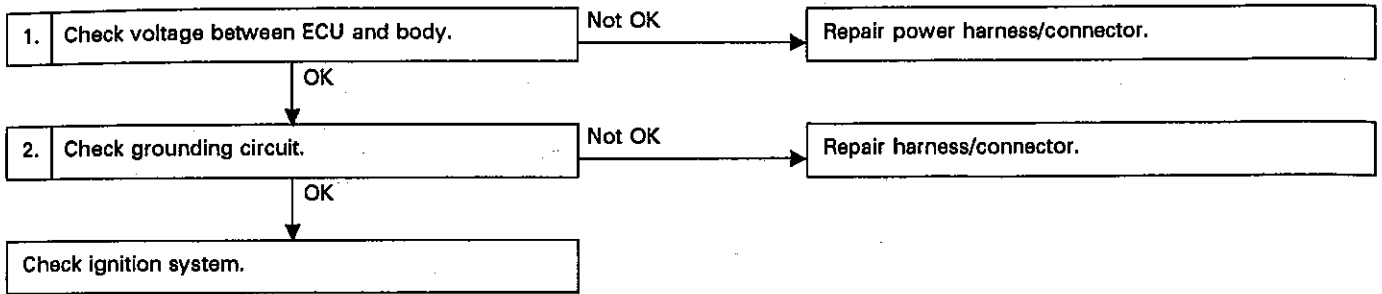 1. Check voltage between ECU and body.
Not OK
Repair power harness/connector.
OK
2. Check grounding circuit.
Not OK
Repair harness/connector.
OK
Check ignition system.